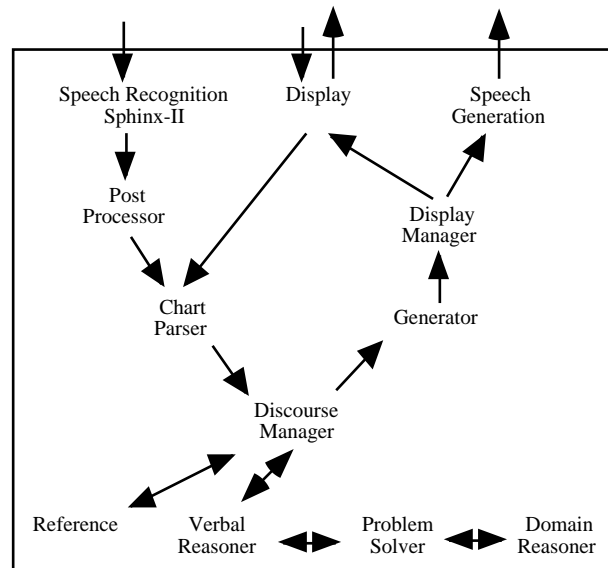 Speech Recognition
Sphinx-II
Display
Speech
Generation
Post
Processor
Display
Manager
Chart
Parser
Generator
Discourse
Manager
Reference
Verbal
Reasoner
Problem
Solver
Domain
Reasoner